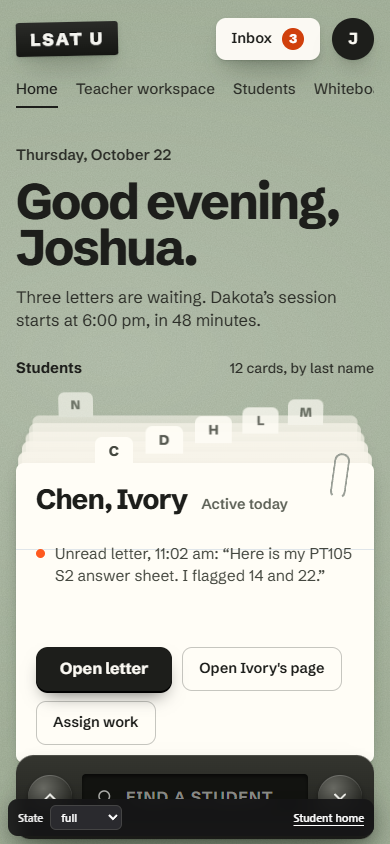 LSAT U
Inbox 3
J
Home Teacher workspace Students Whitebo
Thursday, October 22
Good evening,
Joshua.
Three letters are waiting. Dakota’s session
starts at 6:00 pm, in 48 minutes.
Students
12 cards, by last name
N
M
L
H
D
C
Chen, Ivory Active today
Unread letter, 11:02 am: “Here is my PT105
S2 answer sheet. I flagged 14 and 22.”
Open letter
Open Ivory's page
Assign work
FIND A STUDENT
State full
Student home